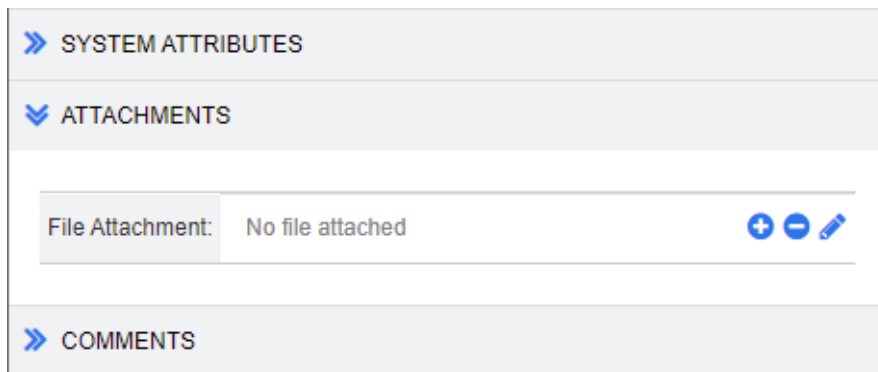 SYSTEM ATTRIBUTES
ATTACHMENTS
File Attachment: No file attached
COMMENTS